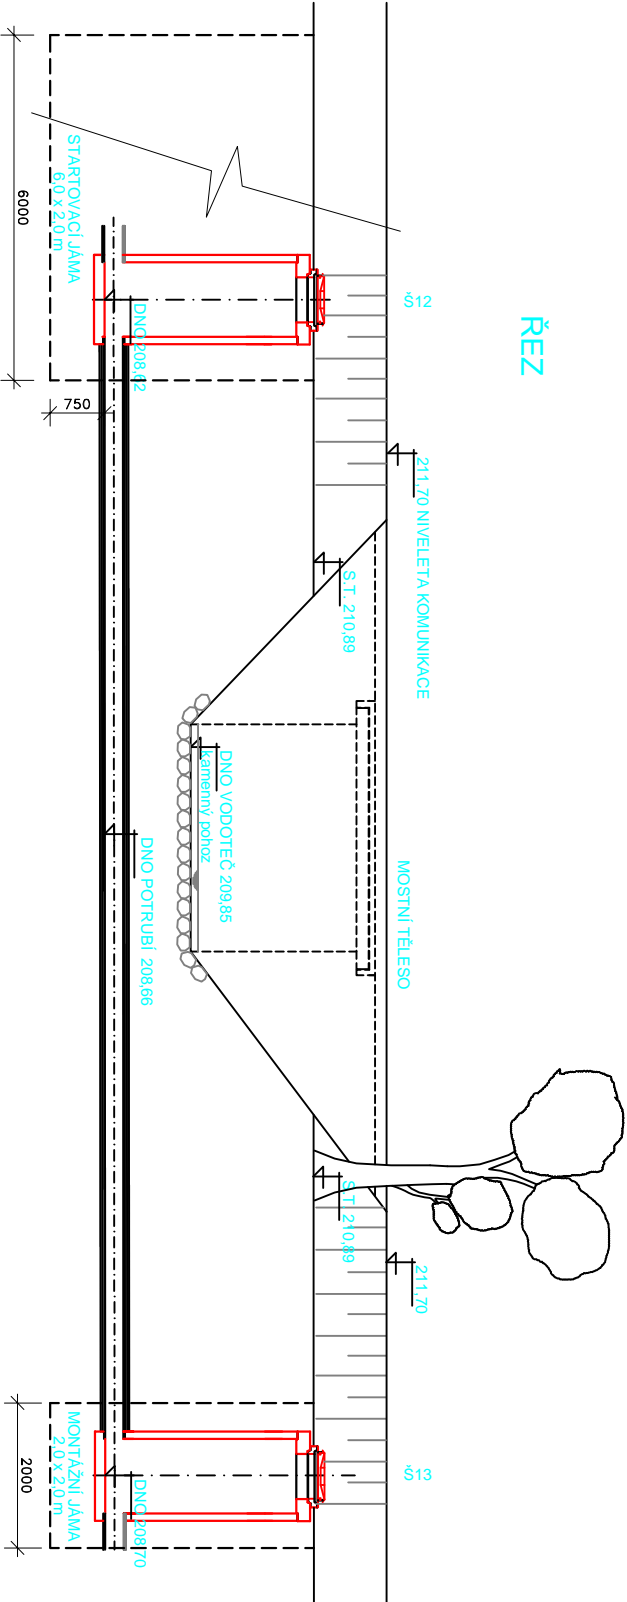 ŘEZ
Š12
211,70 NIVELETA KOMUNIKACE
S.T. 210,89
MOSTNÍ TĚLESO
DNO VODOTEČ 209,85
kamenný pohoz
S.T. 210,89
211,70
Š13
DNO 208,62
DNO POTRUBÍ 208,66
DNO 208,70
STARTOVACÍ JÁMA
6,0 x 2,0 m
750
6000
MONTÁŽNÍ JÁMA
2,0 x 2,0 m
2000